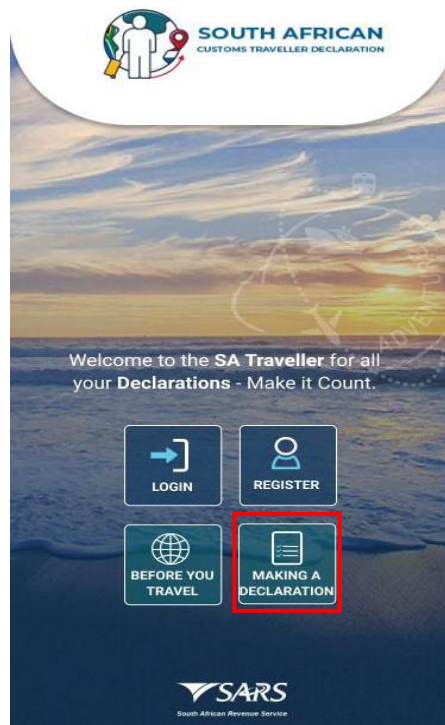 SOUTH AFRICAN
CUSTOMS TRAVELLER DECLARATION
ADVENTURE
Welcome to the SA Traveller for all
your Declarations - Make it Count.
LOGIN
REGISTER
BEFORE YOU
TRAVEL
MAKING A
DECLARATION
SARS
South African Revenue Service